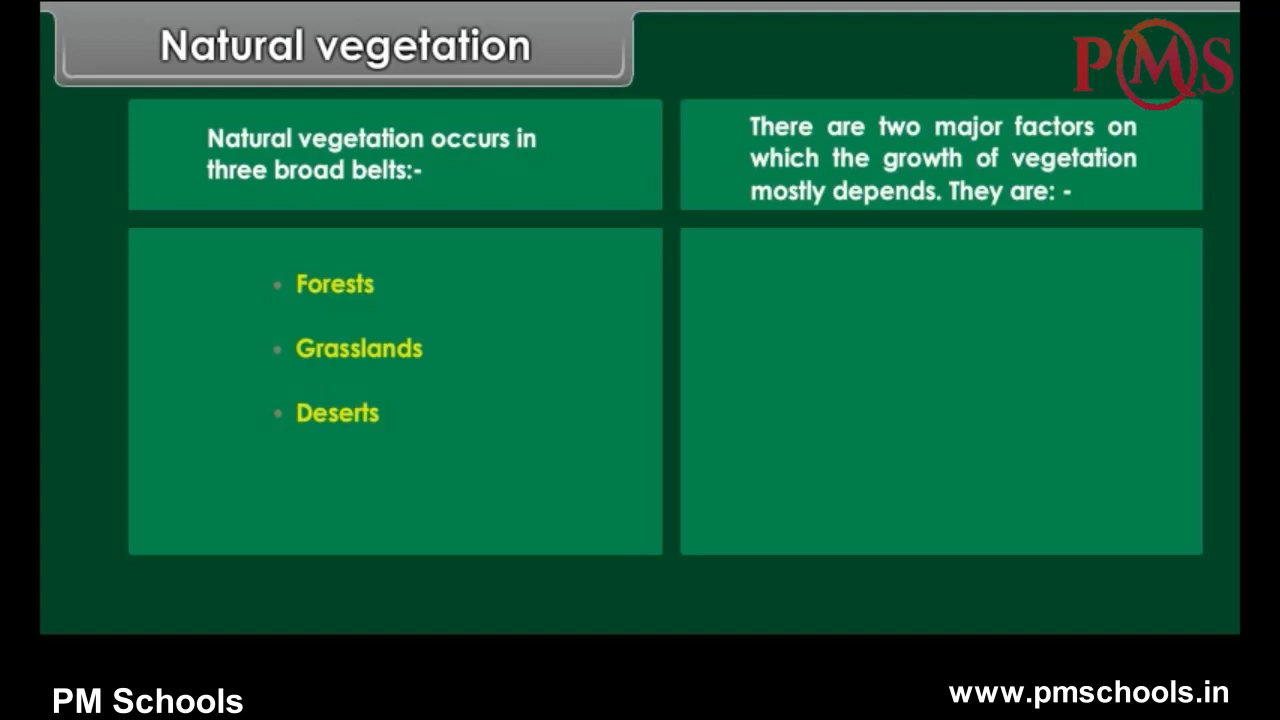 Natural vegetation
PMS
Natural vegetation occurs in
three broad belts:-
There are two major factors on
which the growth of vegetation
mostly depends. They are: -
• Forests
• Grasslands
• Deserts
PM Schools
www.pmschools.in